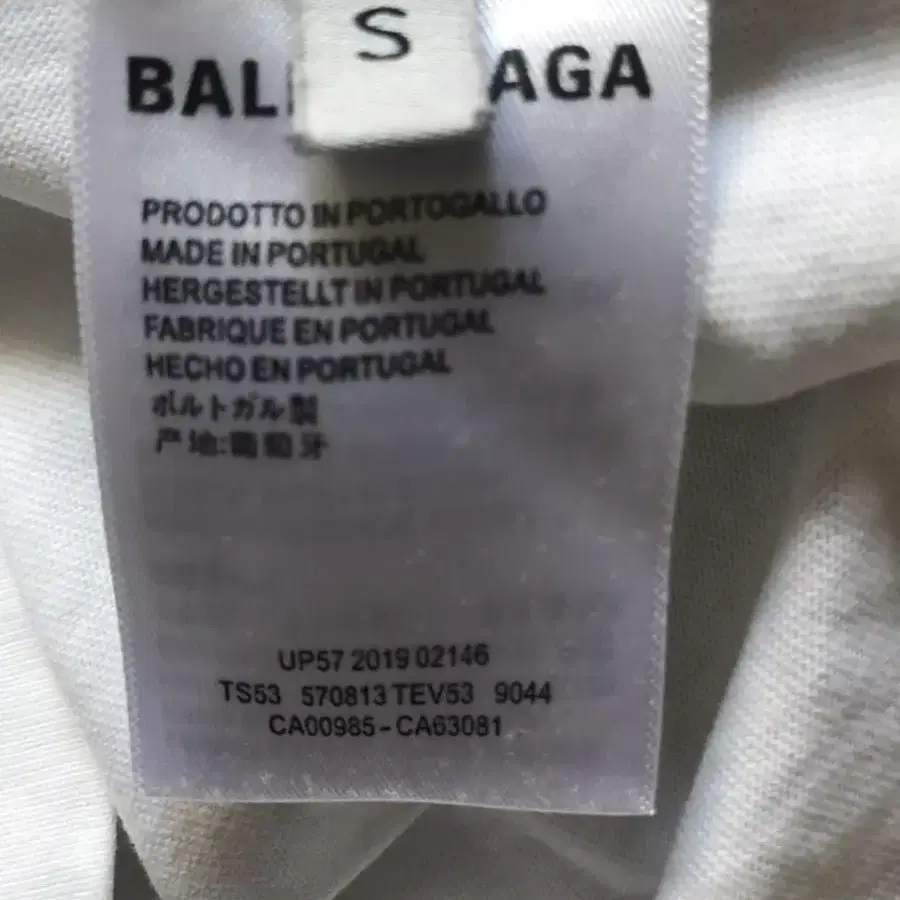 S
BAL AGA
PRODOTTO IN PORTOGALLO
MADE IN PORTUGAL
HERGESTELLT IN PORTUGAL
FABRIQUE EN PORTUGAL
HECHO EN PORTUGAL
ポルトガル製
产地:葡萄牙
UP57 2019 02146
TS53 570813 TEV53 9044
CA00985-CA63081